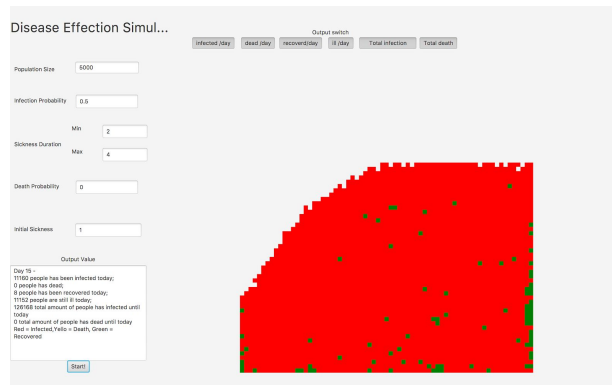 Disease Effection Simul...
Output switch
infected /day
dead /day
recoverd/day
ill /day
Total infection
Total death
Population Size
5000
Infection Probability
0.5
Sickness Duration
Min
2
Max
4
Death Probability
0
Initial Sickness
1
Output Value
Day 15 -
11160 people has been infected today;
0 people has dead;
8 people has been recovered today;
11152 people are still ill today;
126168 total amount of people has infected until
today
0 total amount of people has dead until today
Red = Infected,Yello = Death, Green =
Recovered
Start!